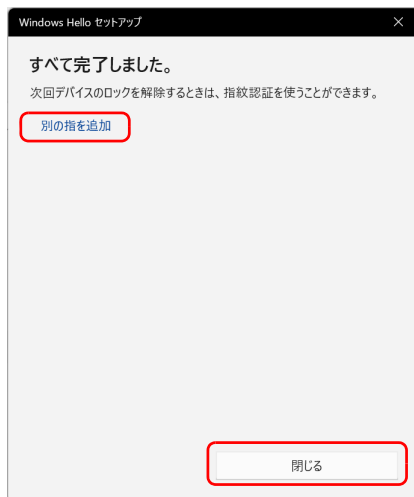 Windows Hello セットアップ
すべて完了しました。
次回デバイスのロックを解除するときは、指紋認証を使うことができます。
別の指を追加
閉じる